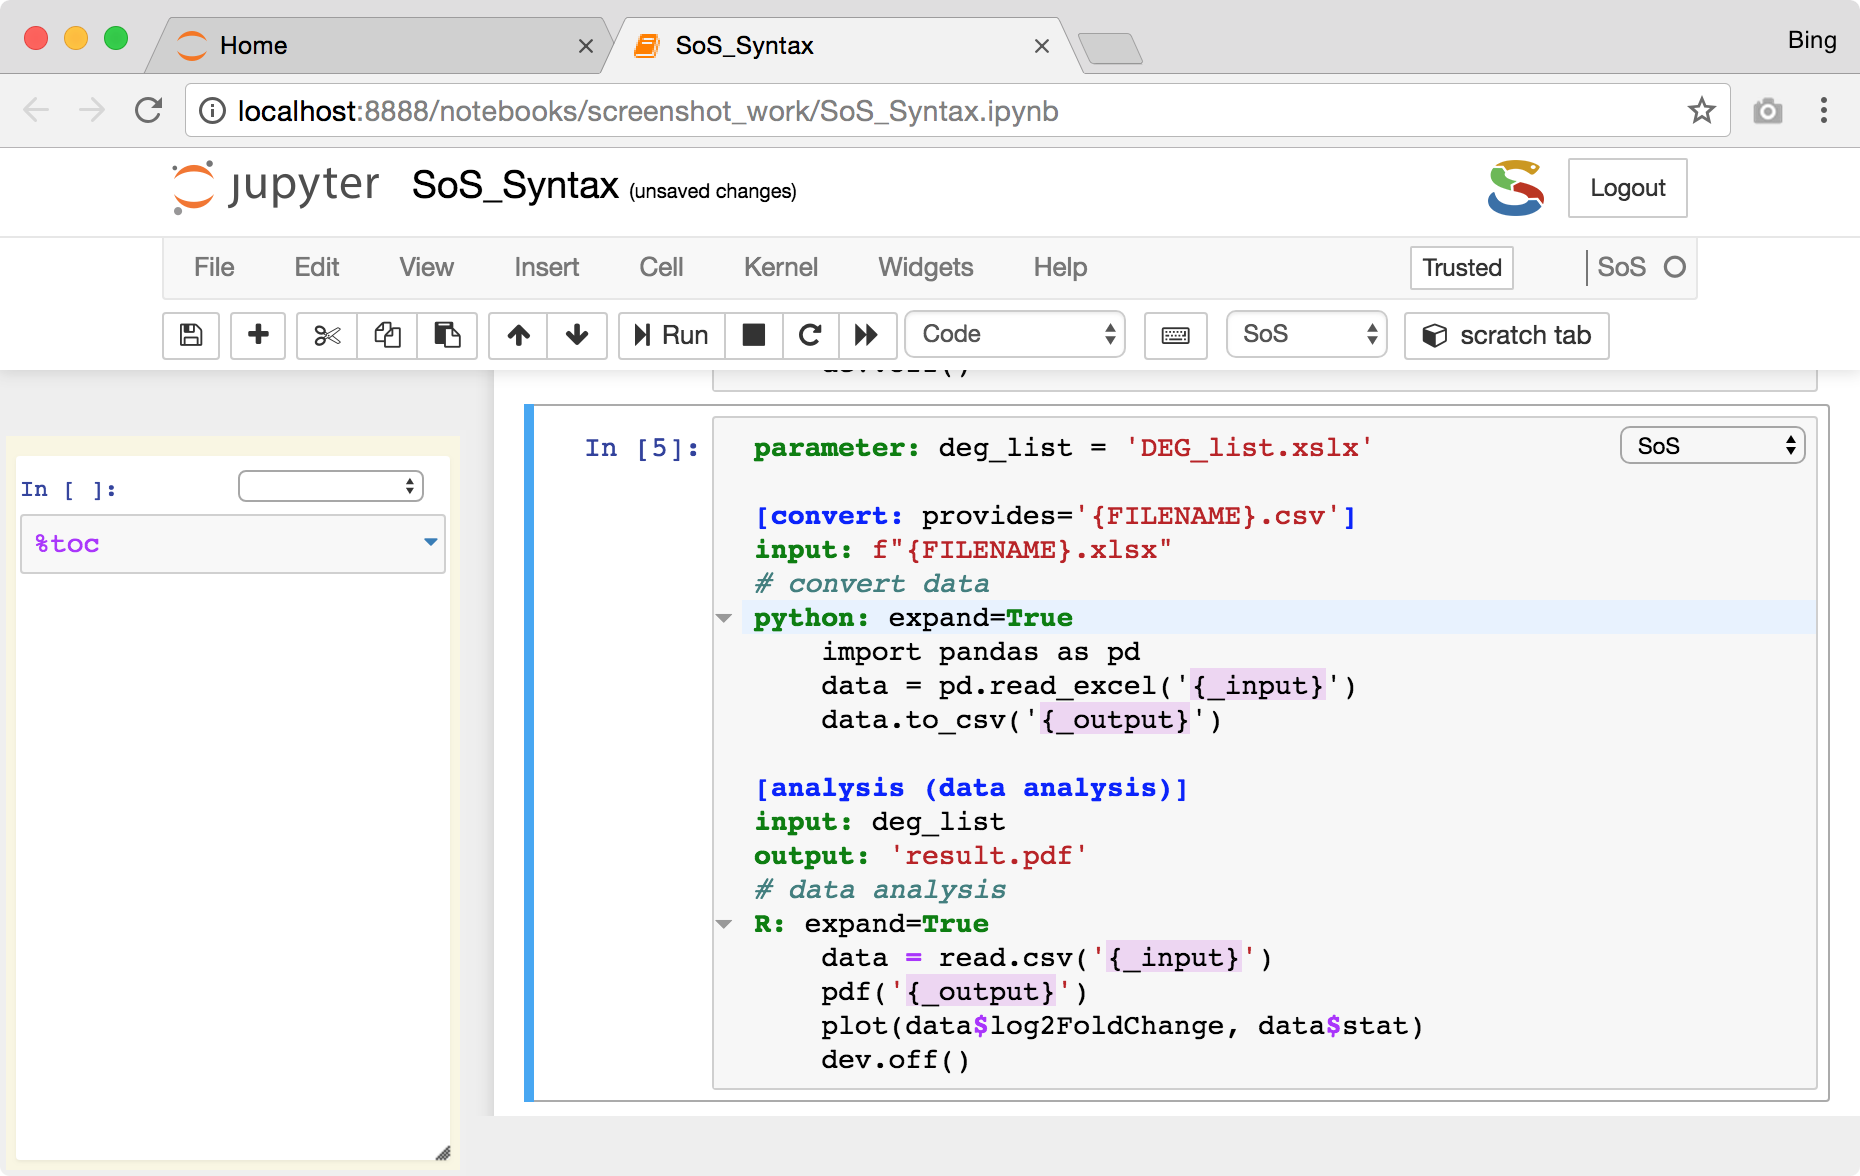 Home
SoS_Syntax
Bing
localhost:8888/notebooks/screenshot_work/SoS_Syntax.ipynb
jupyter SoS_Syntax (unsaved changes)
Logout
File Edit View Insert Cell Kernel Widgets Help Trusted SoS
Run Code SoS scratch tab
dev.off()
In [ ]:
%toc
In [5]:
SoS
parameter: deg_list = 'DEG_list.xslx'
[convert: provides='{FILENAME}.csv']
input: f"{FILENAME}.xlsx"
# convert data
python: expand=True
import pandas as pd
data = pd.read_excel('{_input}')
data.to_csv('{_output}')
[analysis (data analysis)]
input: deg_list
output: 'result.pdf'
# data analysis
R: expand=True
data = read.csv('{_input}')
pdf('{_output}')
plot(data$log2FoldChange, data$stat)
dev.off()